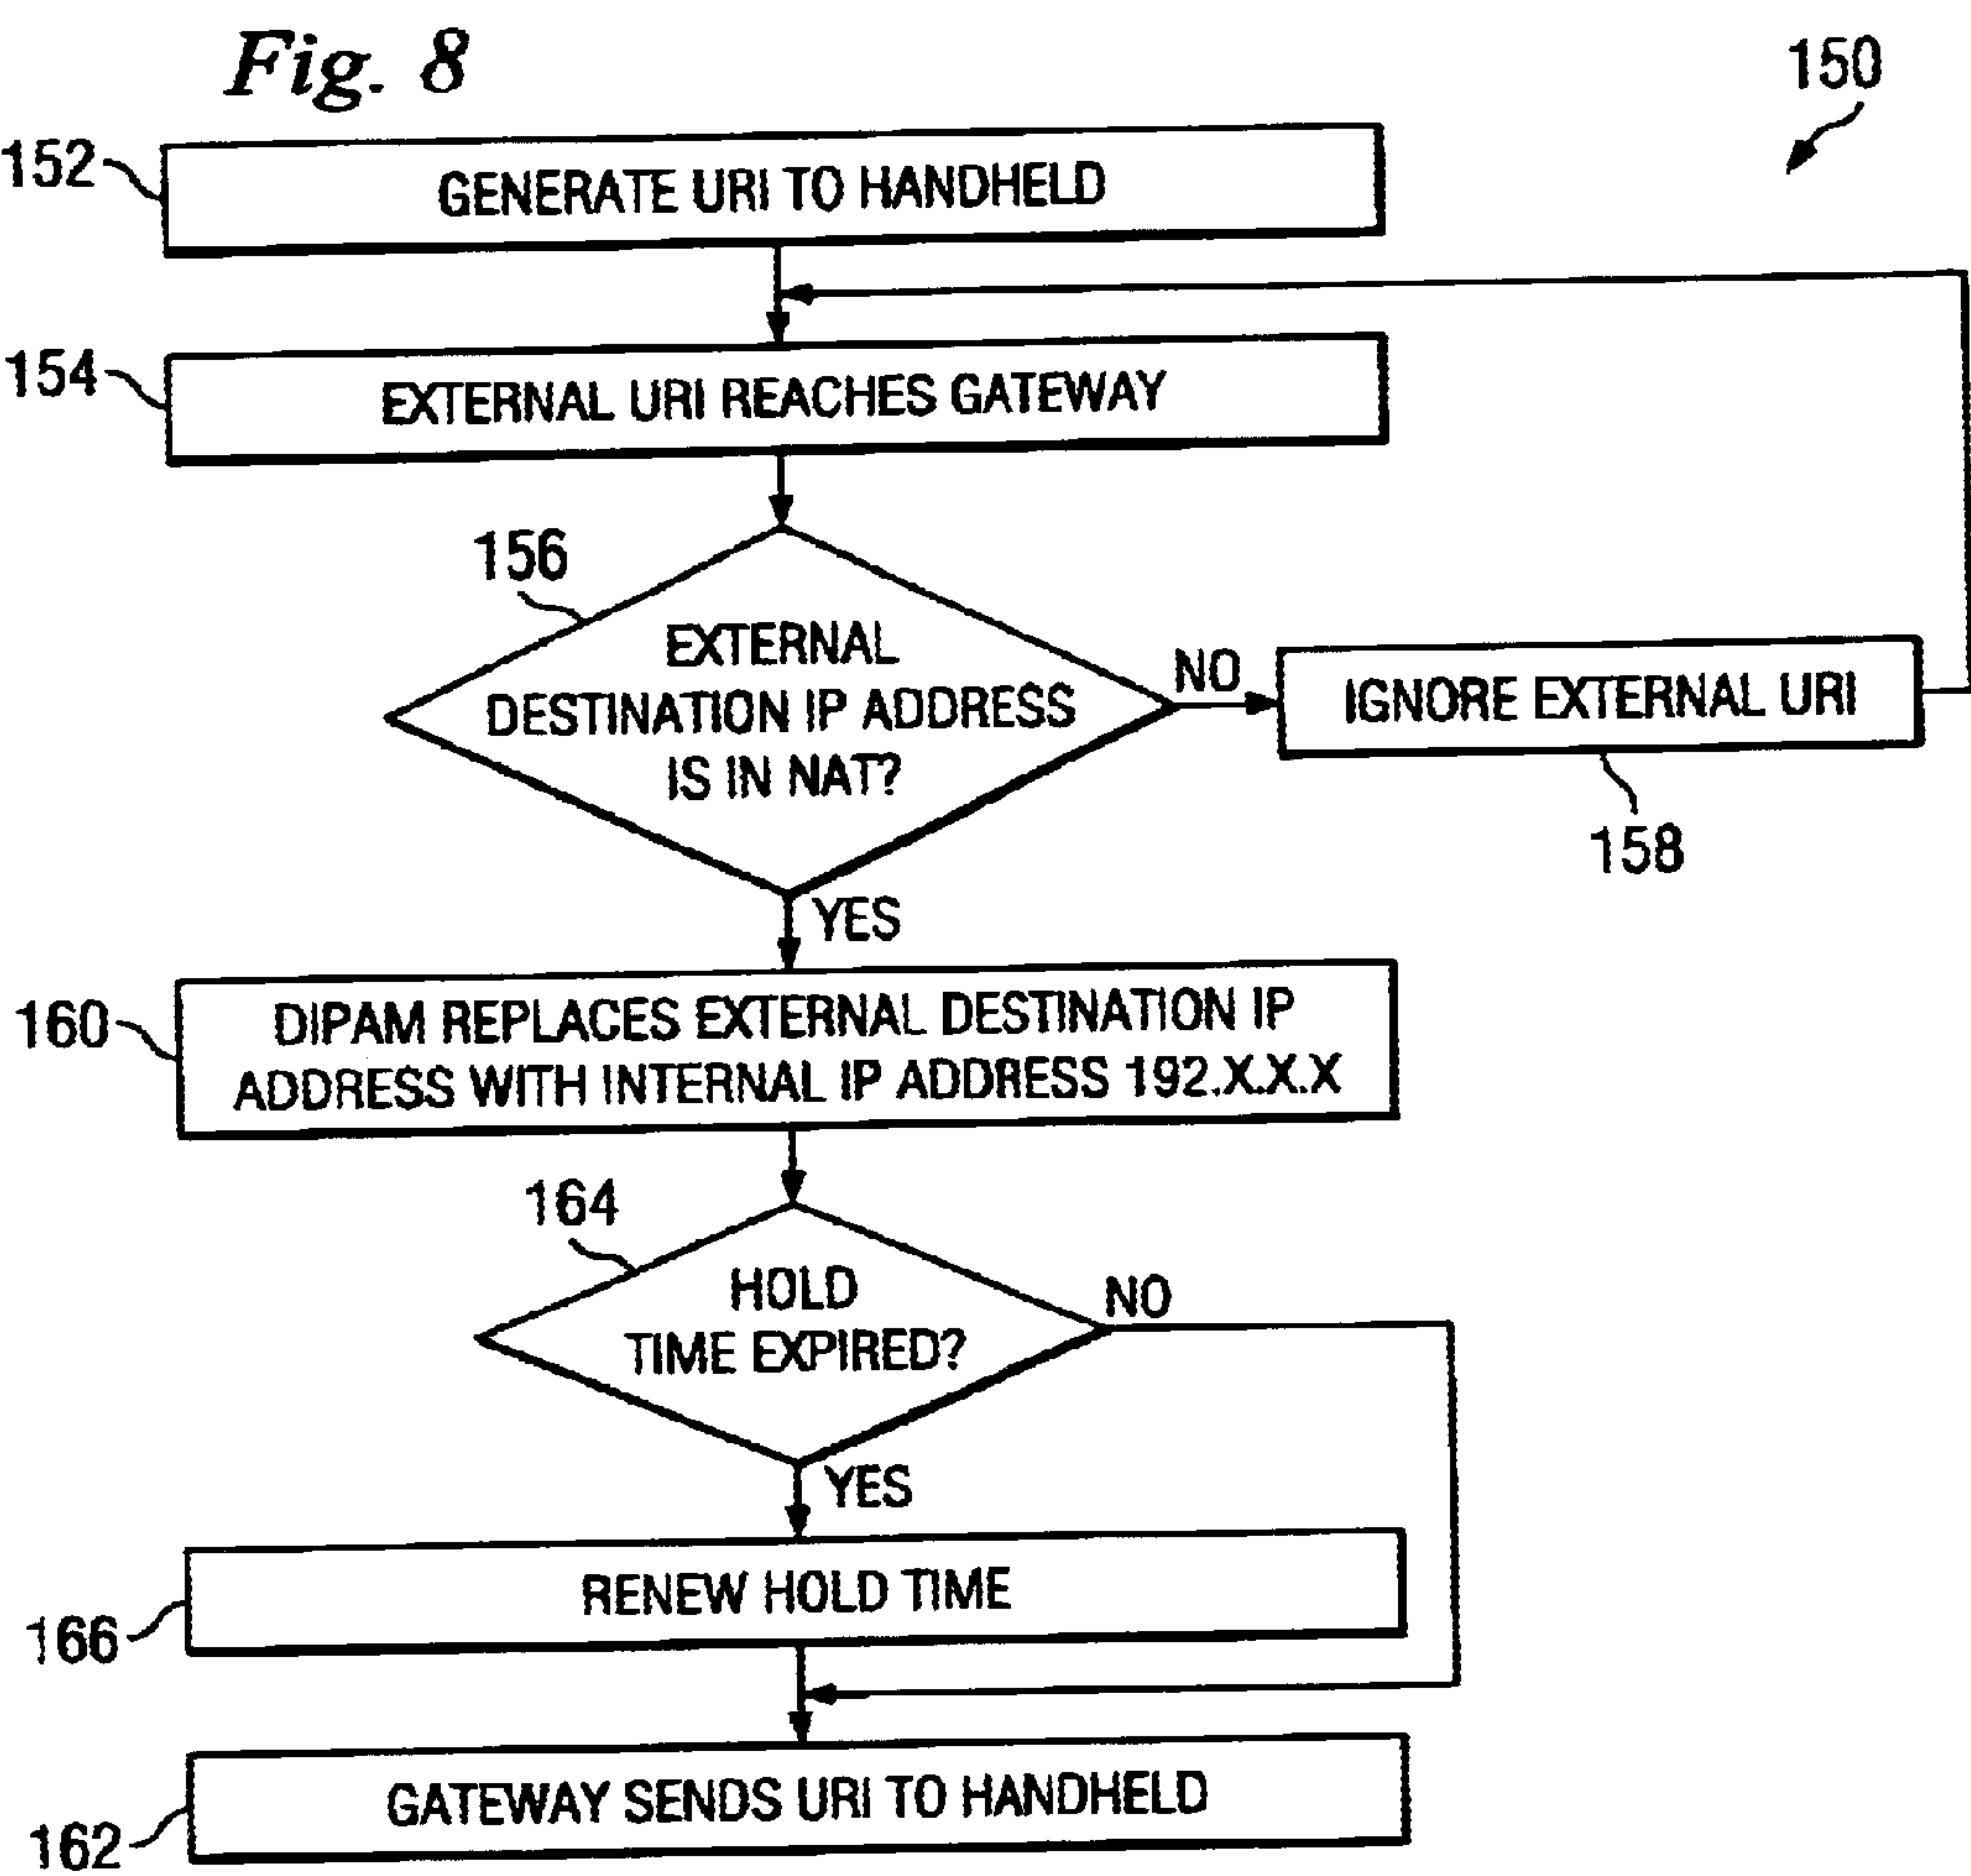 Fig. 8
150
152
GENERATE URI TO HANDHELD
154
EXTERNAL URI REACHES GATEWAY
156
EXTERNAL
DESTINATION IP ADDRESS
IS IN NAT?
NO
IGNORE EXTERNAL URI
158
YES
160
DIPAM REPLACES EXTERNAL DESTINATION IP
ADDRESS WITH INTERNAL IP ADDRESS 192.X.X.X
164
HOLD
TIME EXPIRED?
NO
YES
RENEW HOLD TIME
166
GATEWAY SENDS URI TO HANDHELD
162